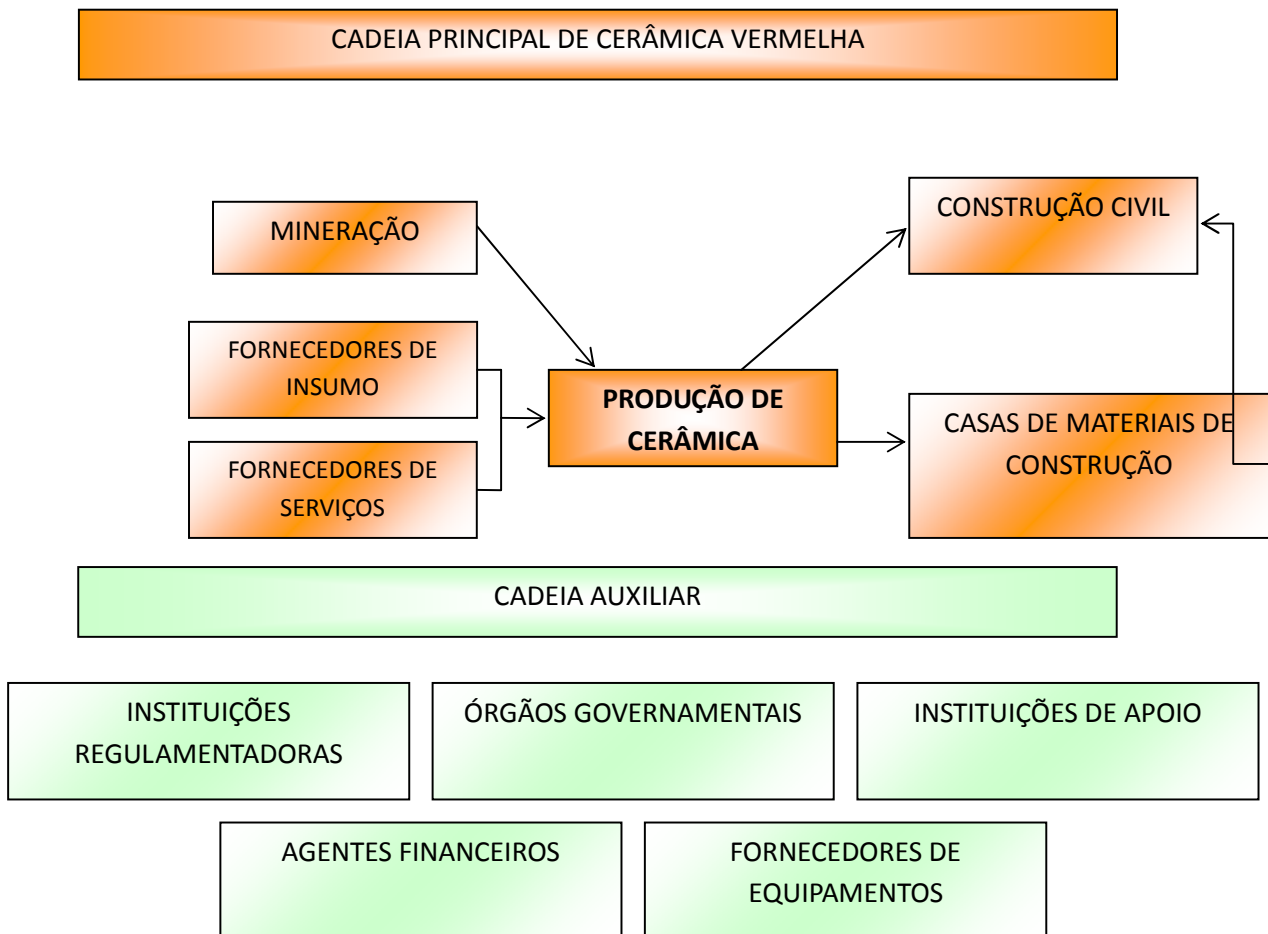 CADEIA PRINCIPAL DE CERÂMICA VERMELHA
MINERAÇÃO
CONSTRUÇÃO CIVIL
FORNECEDORES DE
INSUMO
PRODUÇÃO DE
CERÂMICA
CASAS DE MATERIAIS DE
CONSTRUÇÃO
FORNECEDORES DE
SERVIÇOS
CADEIA AUXILIAR
INSTITUIÇÕES
REGULAMENTADORAS
ÓRGÃOS GOVERNAMENTAIS
INSTITUIÇÕES DE APOIO
AGENTES FINANCEIROS
FORNECEDORES DE
EQUIPAMENTOS